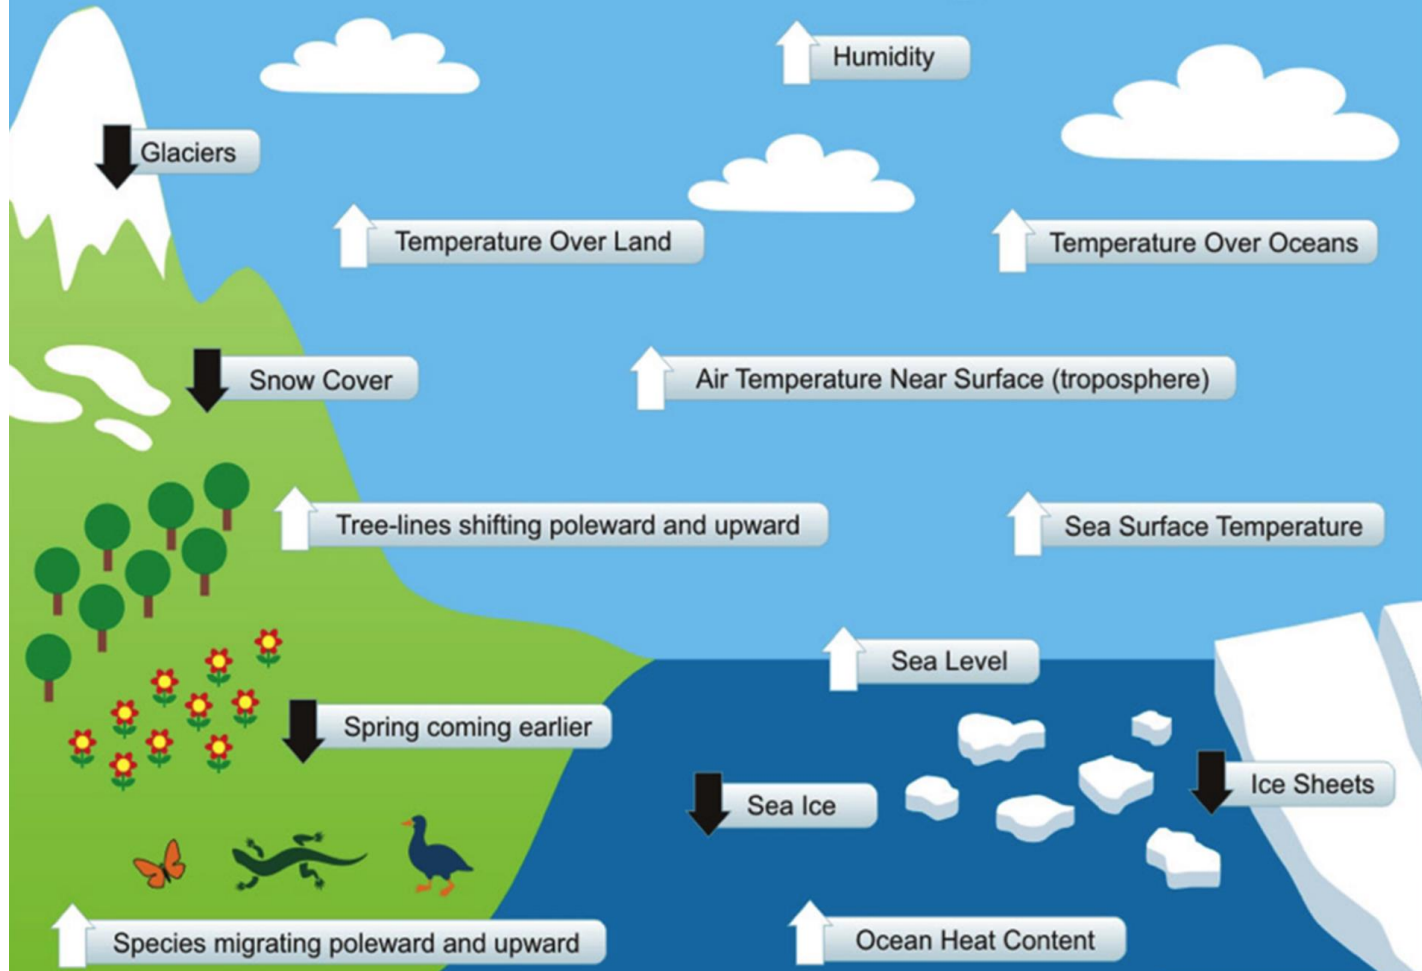 Humidity
Glaciers
Temperature Over Land
Temperature Over Oceans
Snow Cover
Air Temperature Near Surface (troposphere)
Tree-lines shifting poleward and upward
Sea Surface Temperature
Sea Level
Spring coming earlier
Ice Sheets
Sea Ice
Species migrating poleward and upward
Ocean Heat Content